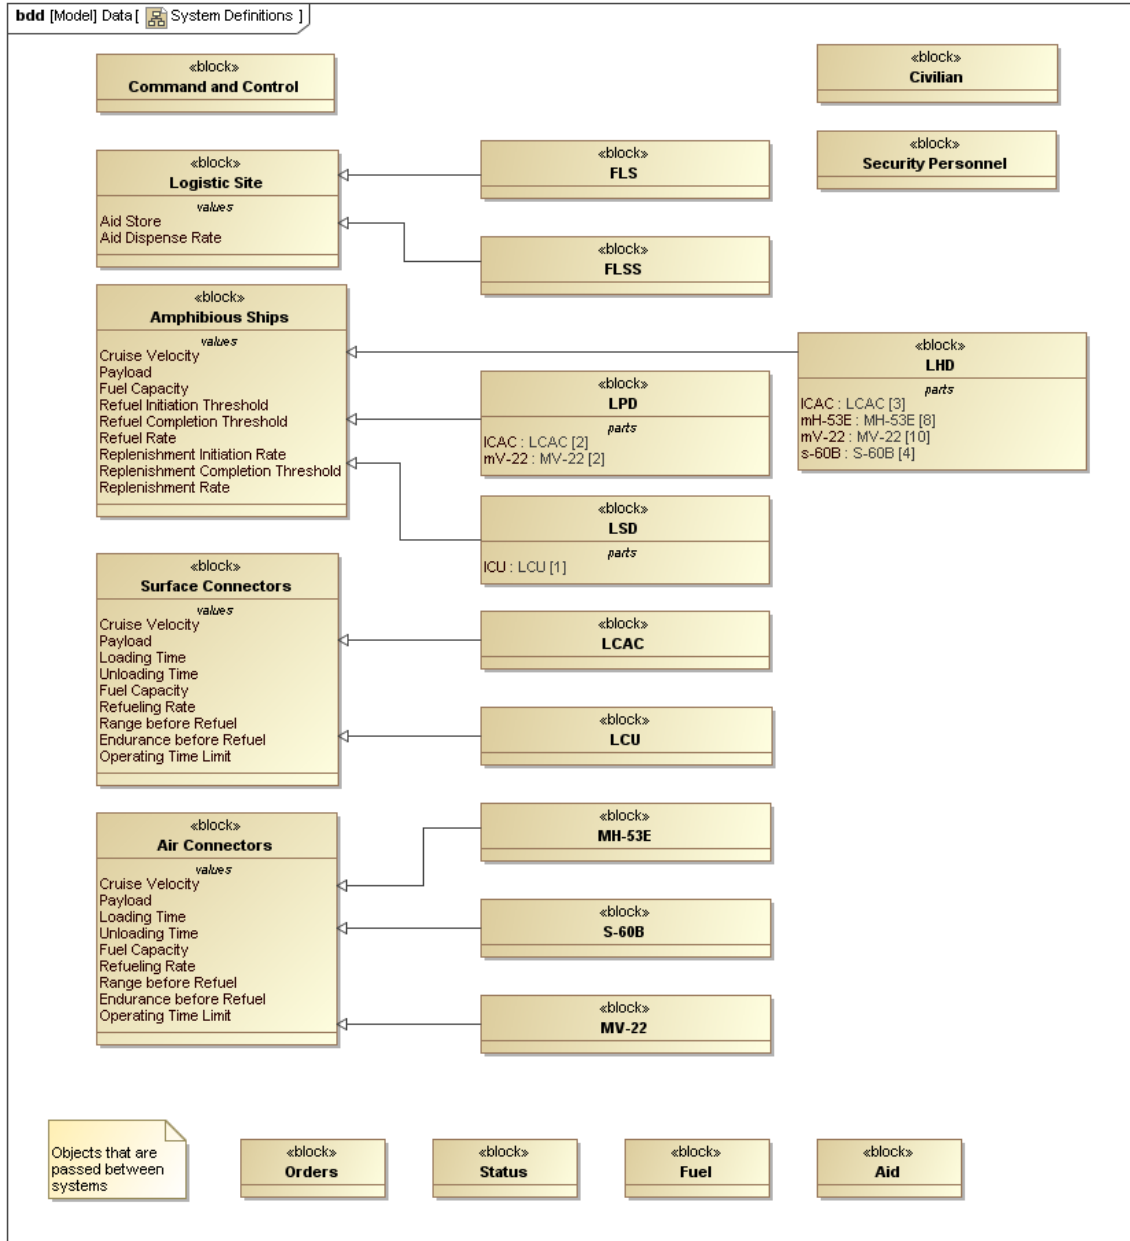 bdd [Model] Data [ System Definitions ]
«block»
Command and Control
«block»
Civilian
«block»
Security Personnel
«block»
Logistic Site
values
Aid Store
Aid Dispense Rate
«block»
FLS
«block»
FLSS
«block»
Amphibious Ships
values
Cruise Velocity
Payload
Fuel Capacity
Refuel Initiation Threshold
Refuel Completion Threshold
Refuel Rate
Replenishment Initiation Rate
Replenishment Completion Threshold
Replenishment Rate
«block»
LHD
parts
lCAC : LCAC [3]
mH-53E : MH-53E [8]
mV-22 : MV-22 [10]
s-60B : S-60B [4]
«block»
LPD
parts
lCAC : LCAC [2]
mV-22 : MV-22 [2]
«block»
LSD
parts
lCU : LCU [1]
«block»
Surface Connectors
values
Cruise Velocity
Payload
Loading Time
Unloading Time
Fuel Capacity
Refueling Rate
Range before Refuel
Endurance before Refuel
Operating Time Limit
«block»
LCAC
«block»
LCU
«block»
Air Connectors
values
Cruise Velocity
Payload
Loading Time
Unloading Time
Fuel Capacity
Refueling Rate
Range before Refuel
Endurance before Refuel
Operating Time Limit
«block»
MH-53E
«block»
S-60B
«block»
MV-22
Objects that are
passed between
systems
«block»
Orders
«block»
Status
«block»
Fuel
«block»
Aid